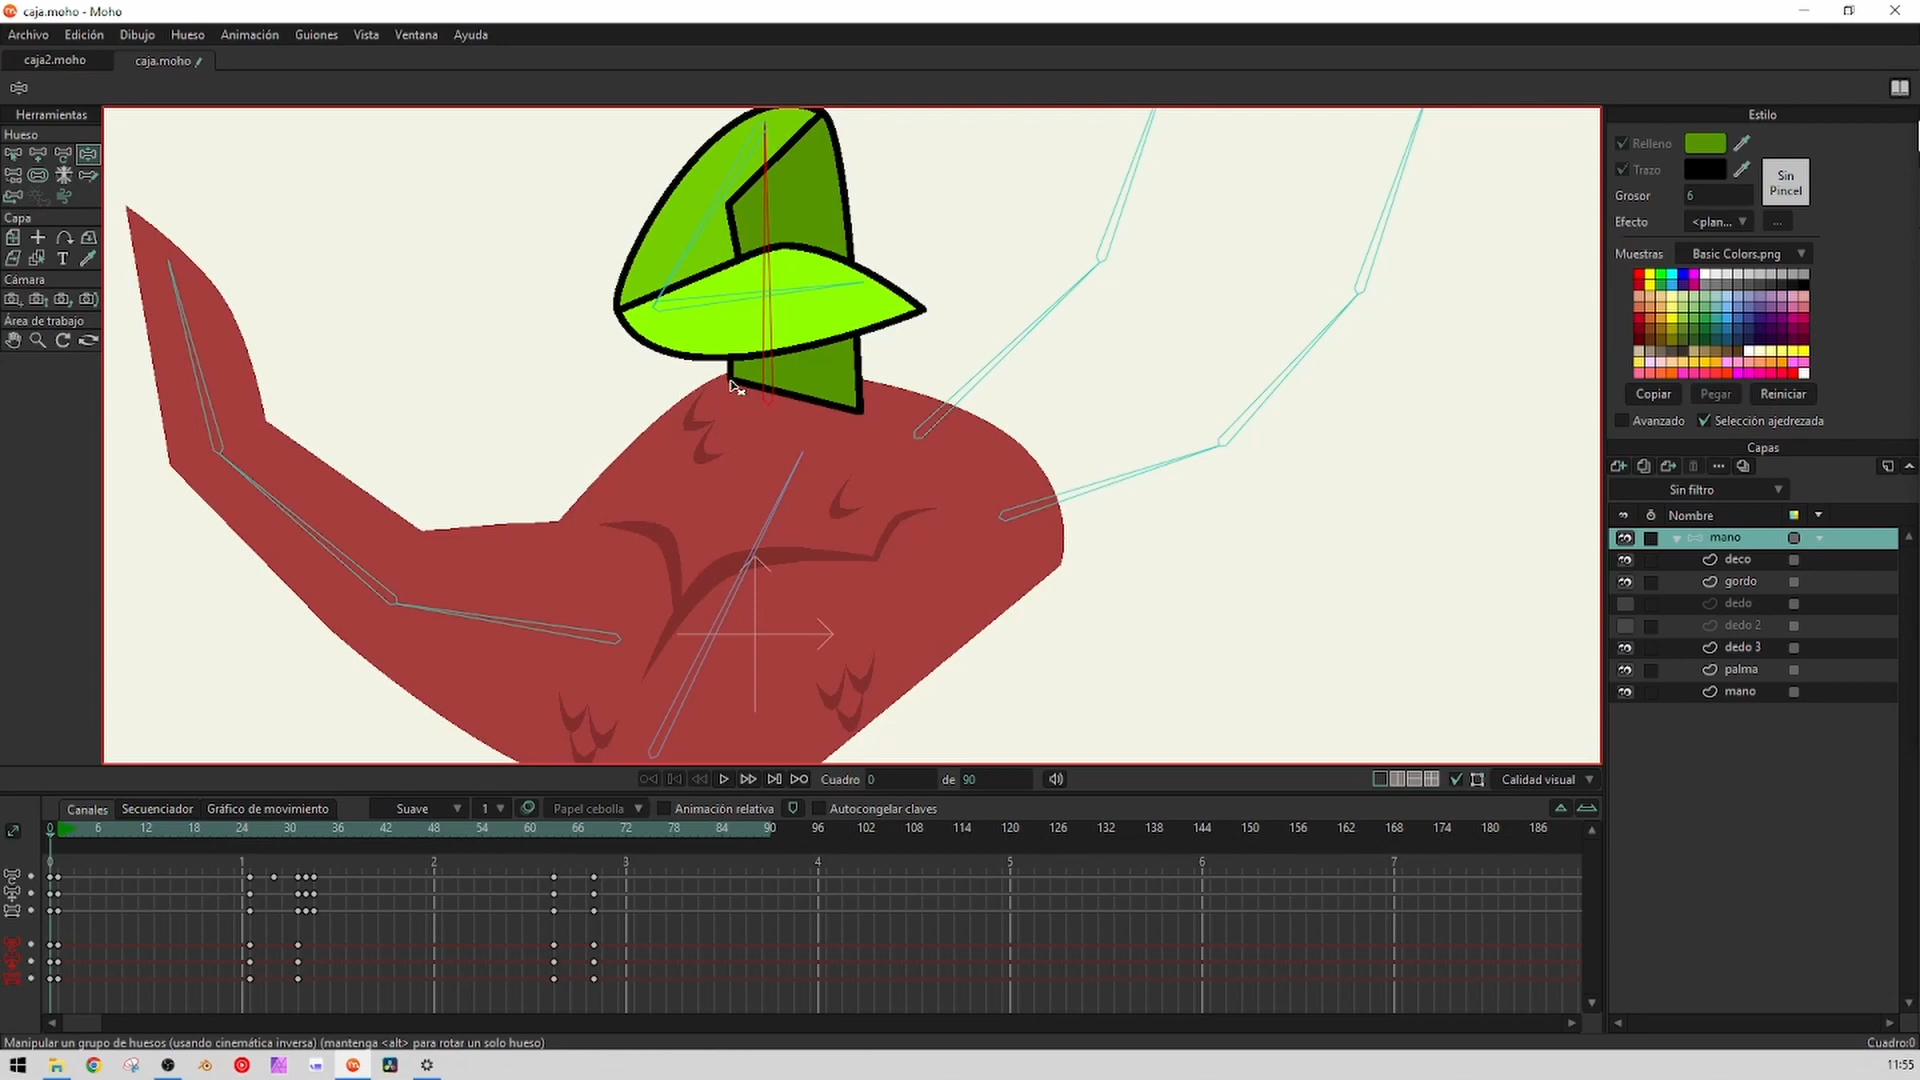 caja.moho - Moho
Archivo Edición Dibujo Hueso Animación Guiones Vista Ventana Ayuda
caja2.moho caja.moho
Herramientas
Hueso
Capa
T
Cámara
Área de trabajo
Estilo
Relleno
Trazo
Sin Pincel
Grosor 6
Efecto <plan... ...
Muestras Basic Colors.png
Copiar Pegar Reiniciar
Avanzado Selección ajedrezada
Capas
Sin filtro
Nombre
mano
deco
gordo
dedo
dedo 2
dedo 3
palma
mano
Cuadro 0 de 90 Calidad visual
Canales Secuenciador Gráfico de movimiento Suave 1 Papel cebolla Animación relativa Autocongelar claves
0 6 12 18 24 30 36 42 48 54 60 66 72 78 84 90 96 102 108 114 120 126 132 138 144 150 156 162 168 174 180 186
0 1 2 3 4 5 6 7
Manipular un grupo de huesos (usando cinemática inversa) (mantenga <alt> para rotar un solo hueso) Cuadro:0
11:55